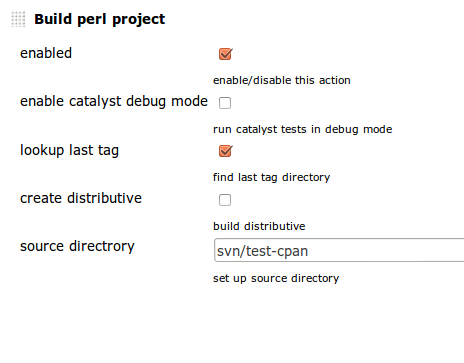 Build perl project
enabled
enable/disable this action
enable catalyst debug mode
run catalyst tests in debug mode
lookup last tag
find last tag directory
create distributive
build distributive
source directrory
svn/test-cpan
set up source directory